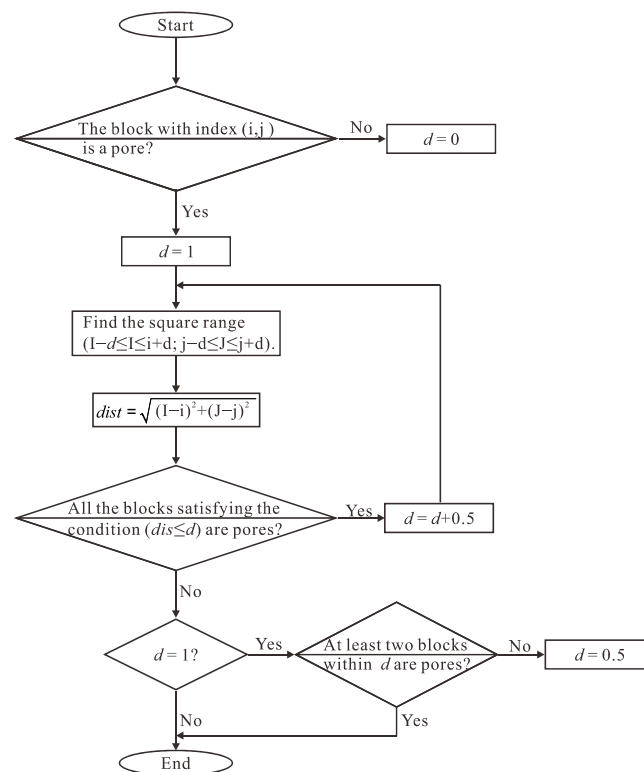 Start
The block with index (i,j )
is a pore?
No
d = 0
Yes
d = 1
Find the square range
(I−d≤I≤i+d; j−d≤J≤j+d).
dist = √(I−i)²+(J−j)²
All the blocks satisfying the
condition (dis≤d) are pores?
Yes
d = d+0.5
No
d = 1?
Yes
At least two blocks
within d are pores?
No
d = 0.5
No
Yes
End